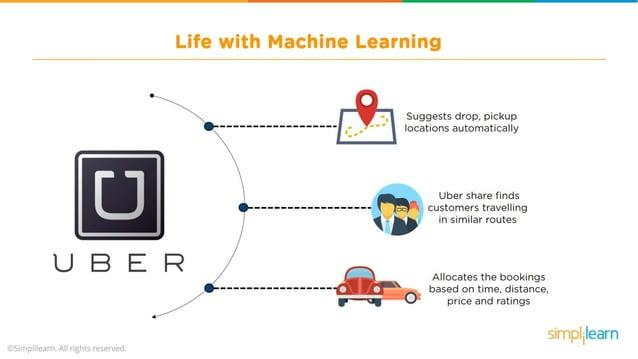 Life with Machine Learning
Suggests drop, pickup
locations automatically
U
UBER
Uber share finds
customers travelling
in similar routes
Allocates the bookings
based on time, distance,
price and ratings
simplilearn
©Simplilearn. All rights reserved.